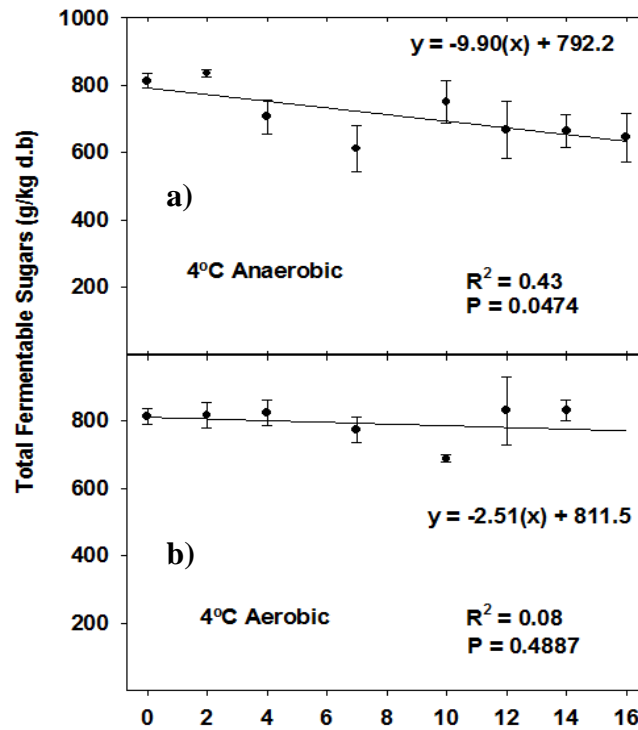 Total Fermentable Sugars (g/kg d.b)
1000
800
600
400
200
y = -9.90(x) + 792.2
a)
4ºC Anaerobic
R² = 0.43
P = 0.0474
800
600
400
200
y = -2.51(x) + 811.5
b)
4ºC Aerobic
R² = 0.08
P = 0.4887
0 2 4 6 8 10 12 14 16